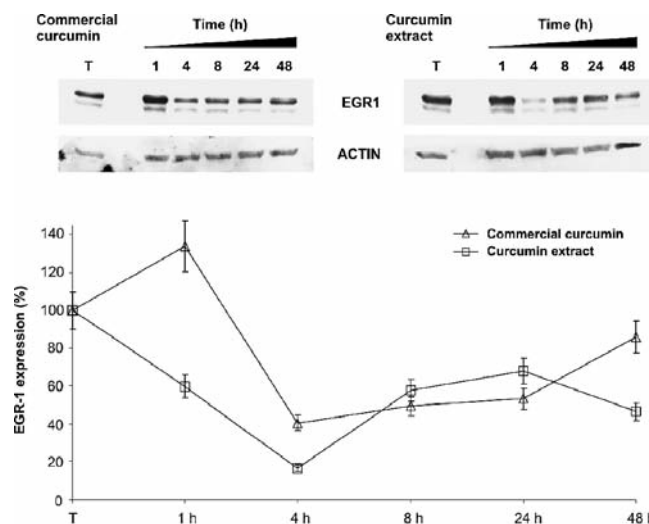 Commercial curcumin
Time (h)
T 1 4 8 24 48
Curcumin extract
Time (h)
T 1 4 8 24 48
EGR1
ACTIN
140
120
100
80
60
40
20
0
EGR-1 expression (%)
Commercial curcumin
Curcumin extract
T 1 h 4 h 8 h 24 h 48 h